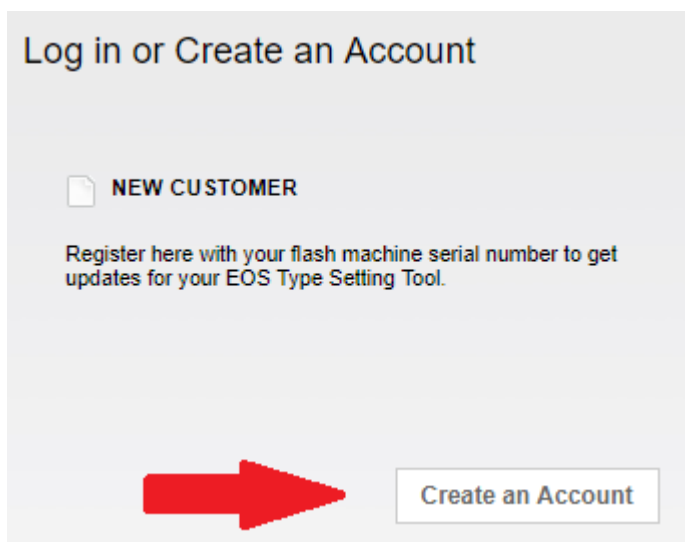 Log in or Create an Account
NEW CUSTOMER
Register here with your flash machine serial number to get
updates for your EOS Type Setting Tool.
Create an Account